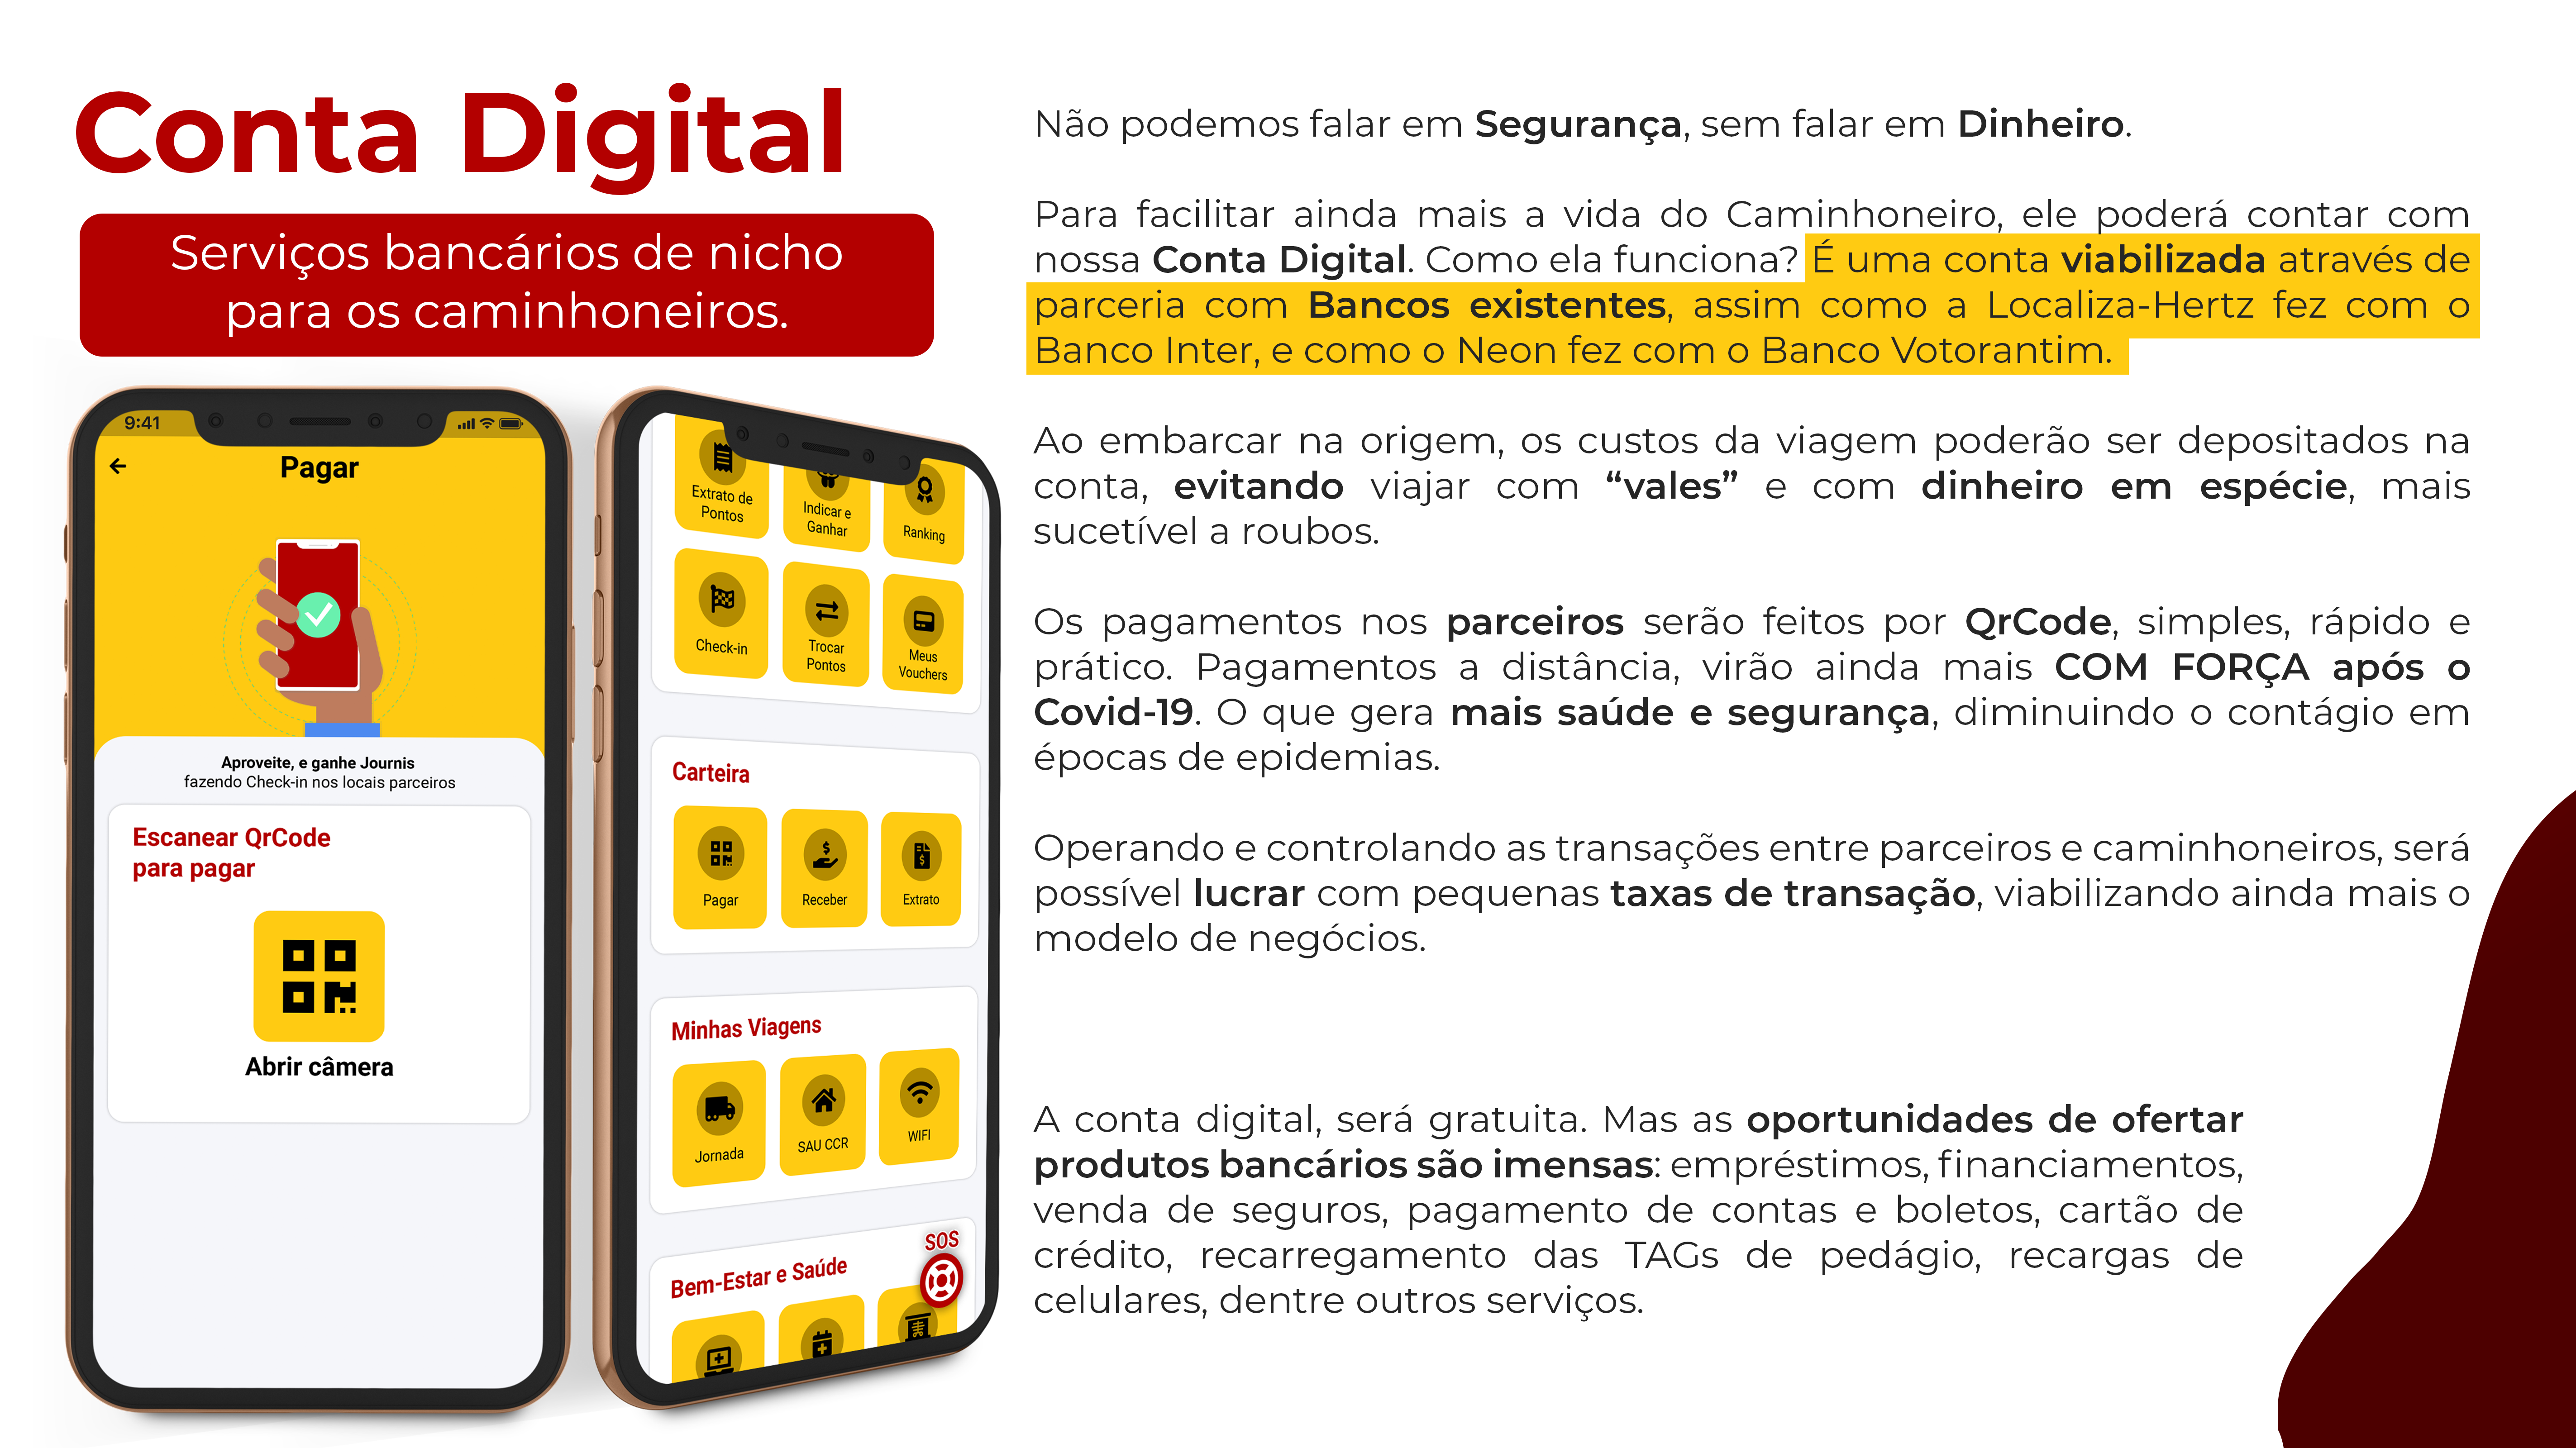 Conta Digital
Serviços bancários de nicho
para os caminhoneiros.
9:41
Pagar
Aproveite, e ganhe Journis
fazendo Check-in nos locais parceiros
Escanear QrCode
para pagar
Abrir câmera
Extrato de
Pontos
Indicar e
Ganhar
Ranking
Check-in
Trocar
Pontos
Meus
Vouchers
Carteira
Pagar
Receber
Extrato
Minhas Viagens
Jornada
SAU CCR
WIFI
Bem-Estar e Saúde
SOS
Não podemos falar em Segurança, sem falar em Dinheiro.
Para facilitar ainda mais a vida do Caminhoneiro, ele poderá contar com
nossa Conta Digital. Como ela funciona? É uma conta viabilizada através de
parceria com Bancos existentes, assim como a Localiza-Hertz fez com o
Banco Inter, e como o Neon fez com o Banco Votorantim.
Ao embarcar na origem, os custos da viagem poderão ser depositados na
conta, evitando viajar com “vales” e com dinheiro em espécie, mais
sucetível a roubos.
Os pagamentos nos parceiros serão feitos por QrCode, simples, rápido e
prático. Pagamentos a distância, virão ainda mais COM FORÇA após o
Covid-19. O que gera mais saúde e segurança, diminuindo o contágio em
épocas de epidemias.
Operando e controlando as transações entre parceiros e caminhoneiros, será
possível lucrar com pequenas taxas de transação, viabilizando ainda mais o
modelo de negócios.
A conta digital, será gratuita. Mas as oportunidades de ofertar
produtos bancários são imensas: empréstimos, financiamentos,
venda de seguros, pagamento de contas e boletos, cartão de
crédito, recarregamento das TAGs de pedágio, recargas de
celulares, dentre outros serviços.